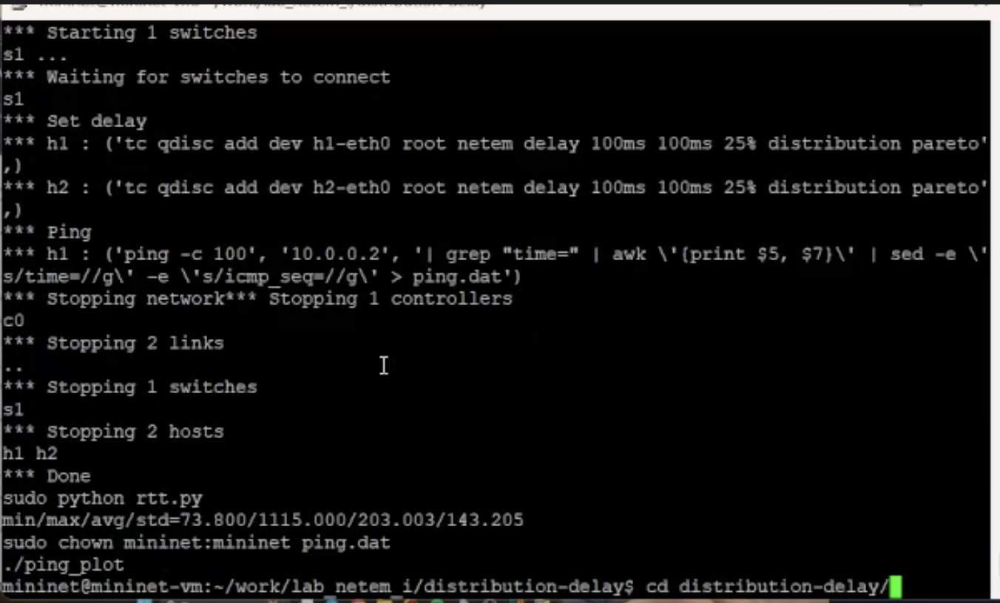 *** Starting 1 switches
s1 ...
*** Waiting for switches to connect
s1
*** Set delay
*** h1 : ('tc qdisc add dev h1-eth0 root netem delay 100ms 100ms 25% distribution pareto'
,)
*** h2 : ('tc qdisc add dev h2-eth0 root netem delay 100ms 100ms 25% distribution pareto'
,)
*** Ping
*** h1 : ('ping -c 100', '10.0.0.2', '| grep "time=" | awk \'{print $5, $7}\' | sed -e \'
s/time=//g\' -e \'s/icmp_seq=//g\' > ping.dat')
*** Stopping network*** Stopping 1 controllers
c0
*** Stopping 2 links
..
*** Stopping 1 switches
s1
*** Stopping 2 hosts
h1 h2
*** Done
sudo python rtt.py
min/max/avg/std=73.800/1115.000/203.003/143.205
sudo chown mininet:mininet ping.dat
./ping_plot
mininet@mininet-vm:~/work/lab_netem_i/distribution-delay$ cd distribution-delay/